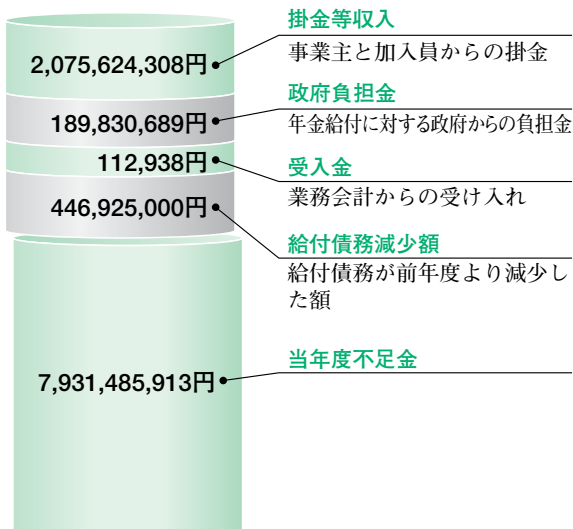 掛金等収入
2,075,624,308円
事業主と加入員からの掛金
政府負担金
189,830,689円
年金給付に対する政府からの負担金
受入金
112,938円
業務会計からの受け入れ
446,925,000円
給付債務減少額
給付債務が前年度より減少し
た額
当年度不足金
7,931,485,913円